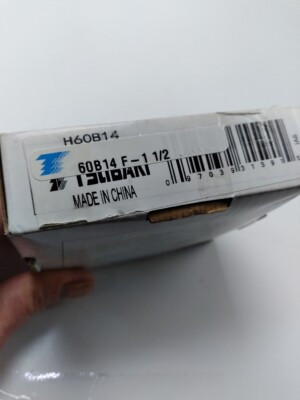 H60B14
60B14 F-1 1/2
TSUBAKI
MADE IN CHINA